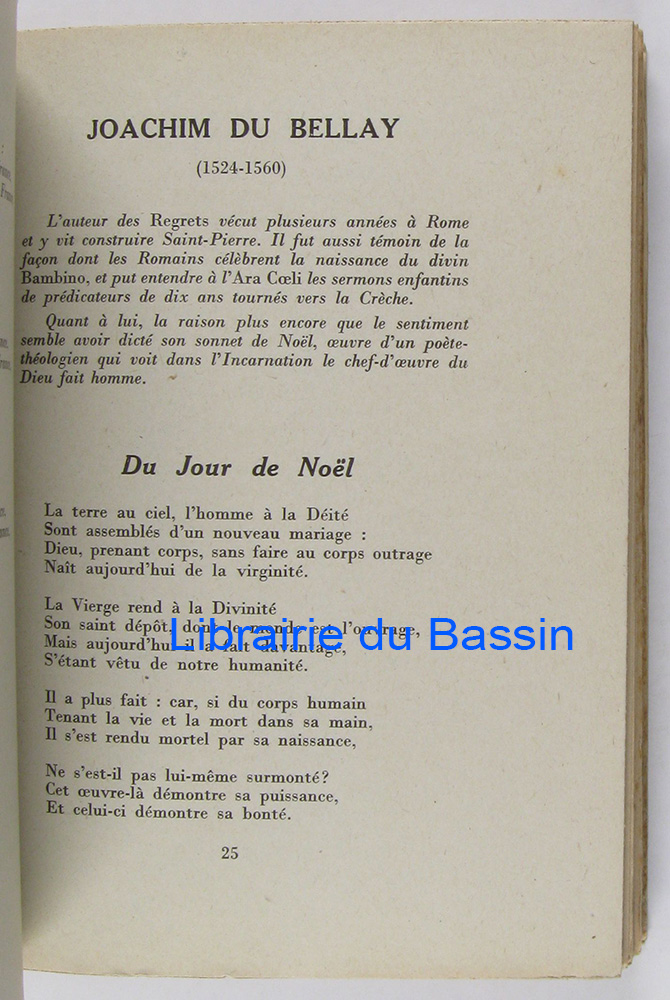 JOACHIM DU BELLAY
(1524-1560)
L'auteur des Regrets vécut plusieurs années à Rome
et y vit construire Saint-Pierre. Il fut aussi témoin de la
façon dont les Romains célèbrent la naissance du divin
Bambino, et put entendre à l'Ara Cœli les sermons enfantins
de prédicateurs de dix ans tournés vers la Crèche.
Quant à lui, la raison plus encore que le sentiment
semble avoir dicté son sonnet de Noël, œuvre d'un poète-
théologien qui voit dans l'Incarnation le chef-d'œuvre du
Dieu fait homme.
Du Jour de Noël
La terre au ciel, l'homme à la Déité
Sont assemblés d'un nouveau mariage :
Dieu, prenant corps, sans faire au corps outrage
Naît aujourd'hui de la virginité.
La Vierge rend à la Divinité
Son saint dépôt, dont le monde est l'ouvrage,
Mais aujourd'hui il a fait davantage,
S'étant vêtu de notre humanité.
Il a plus fait : car, si du corps humain
Tenant la vie et la mort dans sa main,
Il s'est rendu mortel par sa naissance,
Ne s'est-il pas lui-même surmonté?
Cet œuvre-là démontre sa puissance,
Et celui-ci démontre sa bonté.
25
Librairie du Bassin